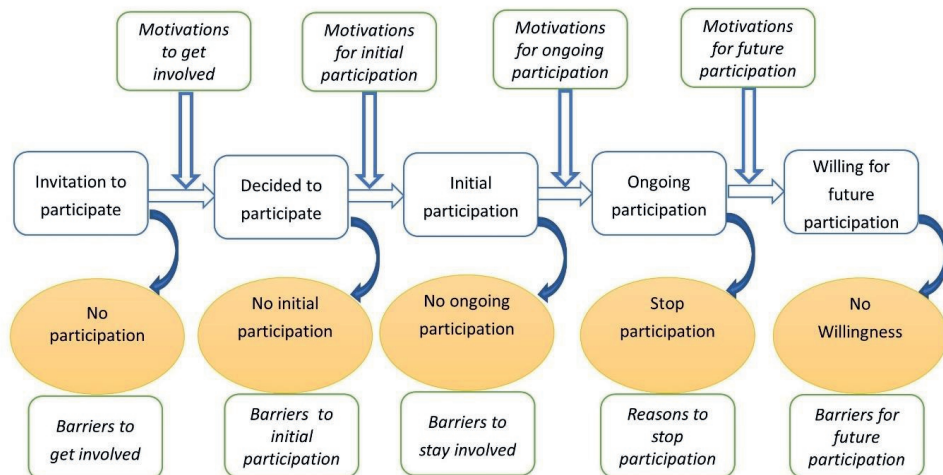 Motivations
to get
involved
Motivations
for initial
participation
Motivations
for ongoing
participation
Motivations
for future
participation
Invitation to
participate
Decided to
participate
Initial
participation
Ongoing
participation
Willing for
future
participation
No
participation
No initial
participation
No ongoing
participation
Stop
participation
No
Willingness
Barriers to
get involved
Barriers to
initial
participation
Barriers to
stay involved
Reasons to
stop
participation
Barriers for
future
participation